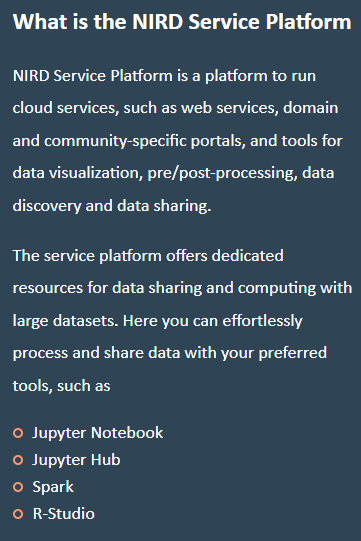 What is the NIRD Service Platform
NIRD Service Platform is a platform to run
cloud services, such as web services, domain
and community-specific portals, and tools for
data visualization, pre/post-processing, data
discovery and data sharing.
The service platform offers dedicated
resources for data sharing and computing with
large datasets. Here you can effortlessly
process and share data with your preferred
tools, such as
Jupyter Notebook
Jupyter Hub
Spark
R-Studio